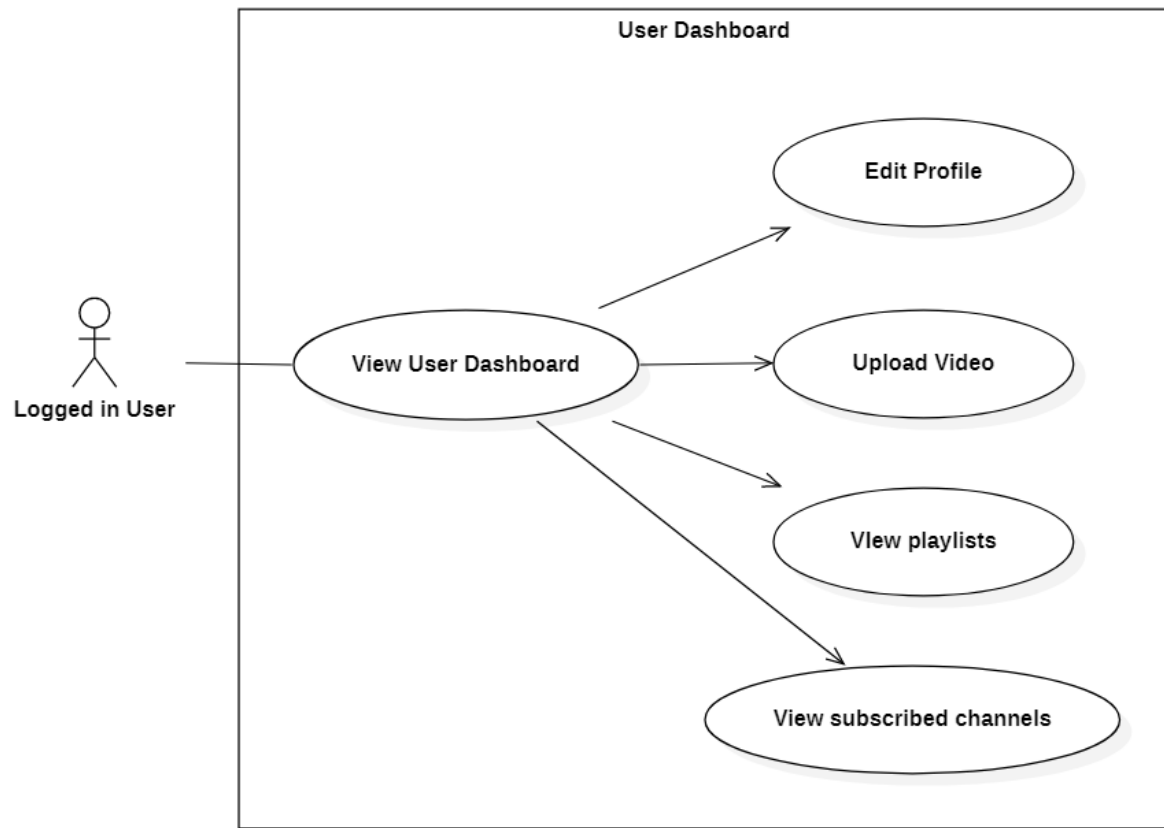 User Dashboard
Edit Profile
View User Dashboard
Upload Video
Logged in User
VIew playlists
View subscribed channels